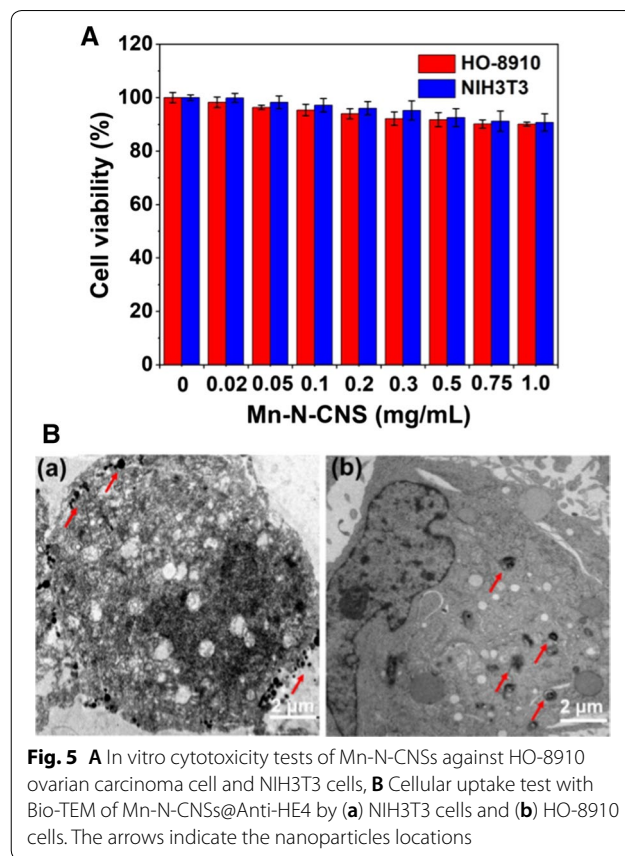 A
120
HO-8910
NIH3T3
100
80
60
40
20
0
Cell viability (%)
0 0.02 0.05 0.1 0.2 0.3 0.5 0.75 1.0
Mn-N-CNS (mg/mL)
B
(a) (b)
2 µm 2 µm
Fig. 5 A In vitro cytotoxicity tests of Mn-N-CNSs against HO-8910
ovarian carcinoma cell and NIH3T3 cells, B Cellular uptake test with
Bio-TEM of Mn-N-CNSs@Anti-HE4 by (a) NIH3T3 cells and (b) HO-8910
cells. The arrows indicate the nanoparticles locations